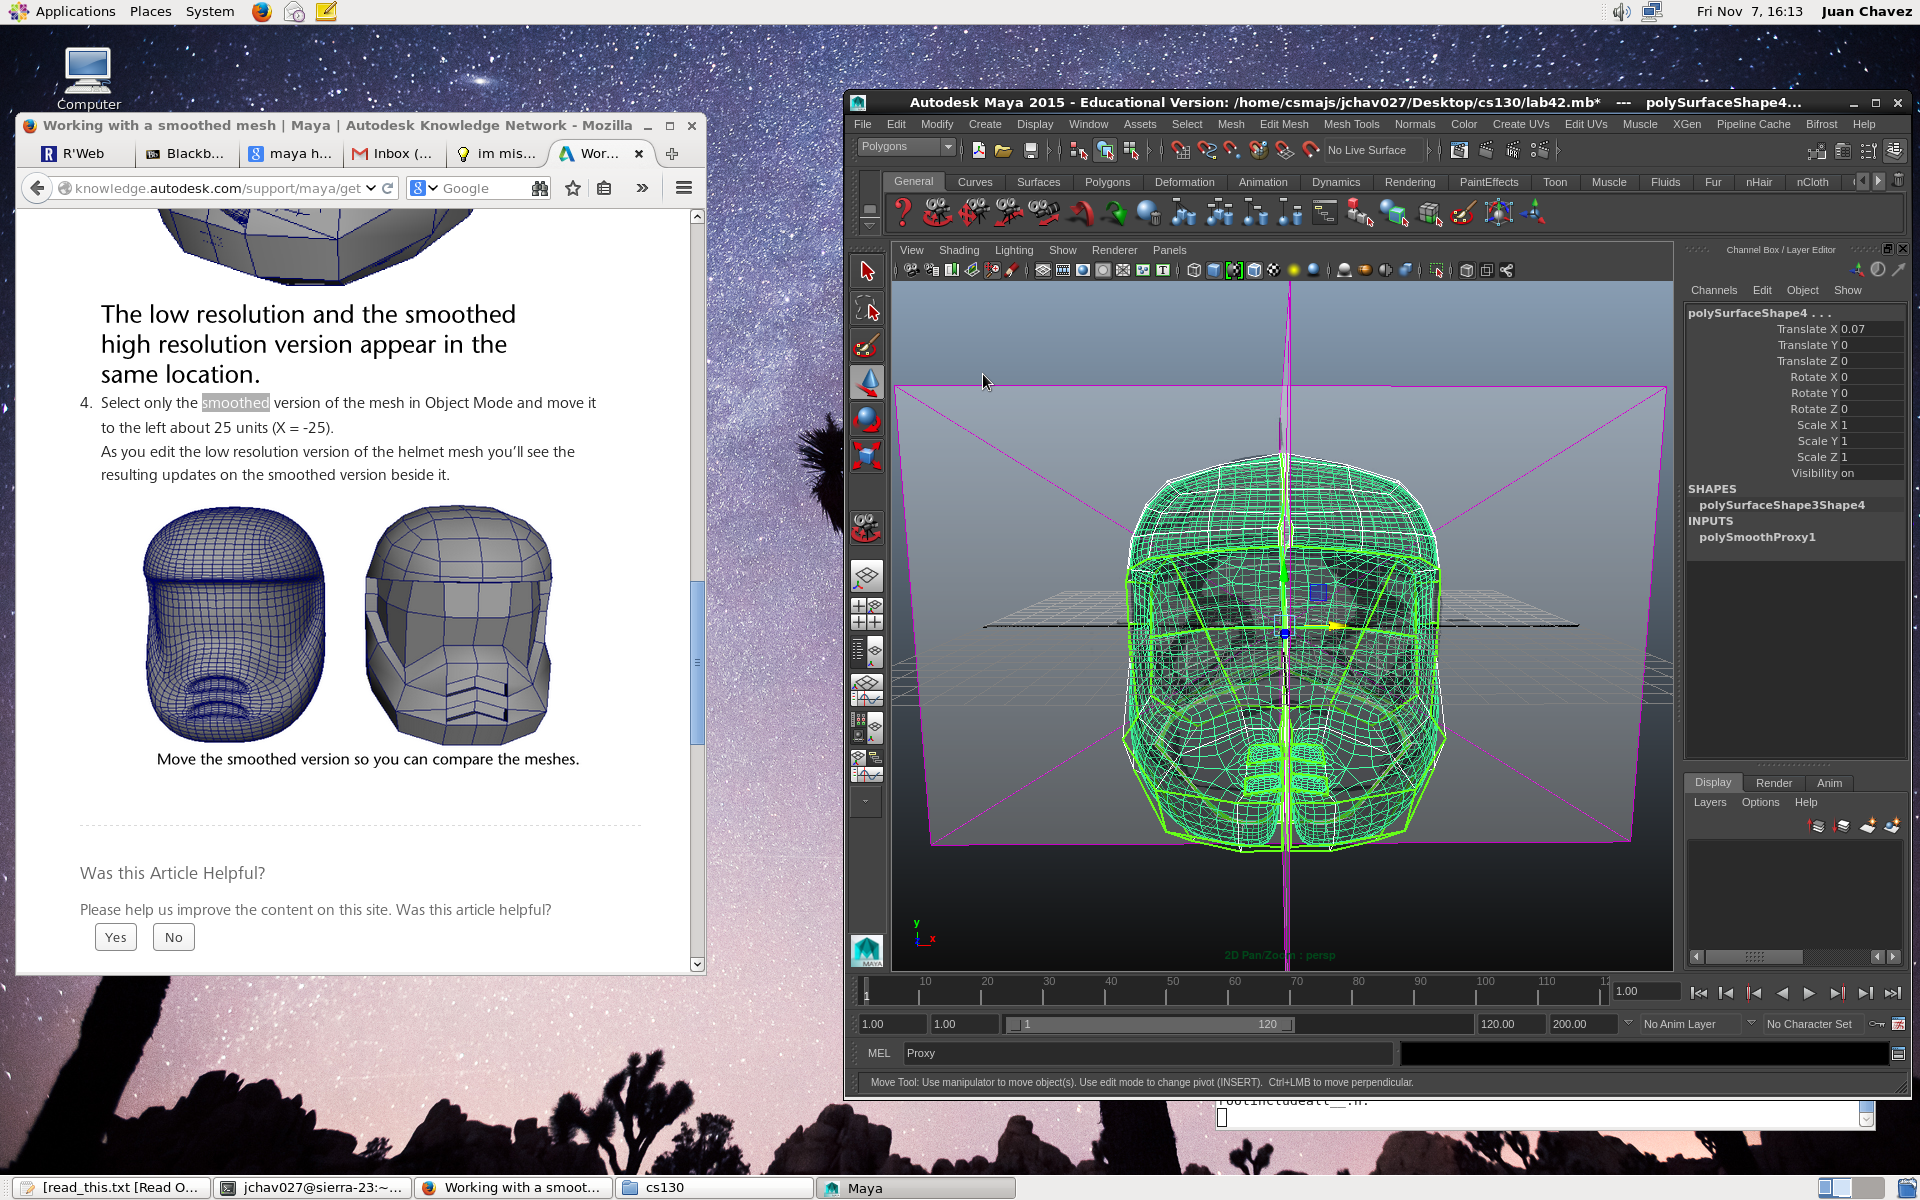 Applications Places System
Fri Nov 7, 16:13 Juan Chavez
Computer
Working with a smoothed mesh | Maya | Autodesk Knowledge Network - Mozilla
R'Web Blackb... maya h... Inbox (... im mis... Wor...
knowledge.autodesk.com/support/maya/get Google
The low resolution and the smoothed
high resolution version appear in the
same location.
4. Select only the smoothed version of the mesh in Object Mode and move it
to the left about 25 units (X = -25).
As you edit the low resolution version of the helmet mesh you'll see the
resulting updates on the smoothed version beside it.
Move the smoothed version so you can compare the meshes.
Was this Article Helpful?
Please help us improve the content on this site. Was this article helpful?
Yes No
Autodesk Maya 2015 - Educational Version: /home/csmajs/jchav027/Desktop/cs130/lab42.mb* --- polySurfaceShape4...
File Edit Modify Create Display Window Assets Select Mesh Edit Mesh Mesh Tools Normals Color Create UVs Edit UVs Muscle XGen Pipeline Cache Bifrost Help
Polygons No Live Surface
General Curves Surfaces Polygons Deformation Animation Dynamics Rendering PaintEffects Toon Muscle Fluids Fur nHair nCloth
View Shading Lighting Show Renderer Panels
Channel Box / Layer Editor
Channels Edit Object Show
polySurfaceShape4 . . .
Translate X 0.07
Translate Y 0
Translate Z 0
Rotate X 0
Rotate Y 0
Rotate Z 0
Scale X 1
Scale Y 1
Scale Z 1
Visibility on
SHAPES
polySurfaceShape3Shape4
INPUTS
polySmoothProxy1
Display Render Anim
Layers Options Help
y
x
2D Pan/Zoom : persp
MAYA
1 10 20 30 40 50 60 70 80 90 100 110 12 1.00
1.00 1.00 1 120 120.00 200.00 No Anim Layer No Character Set
MEL Proxy
Move Tool: Use manipulator to move object(s). Use edit mode to change pivot (INSERT). Ctrl+LMB to move perpendicular.
[read_this.txt [Read O... jchav027@sierra-23:~... Working with a smoot... cs130 Maya